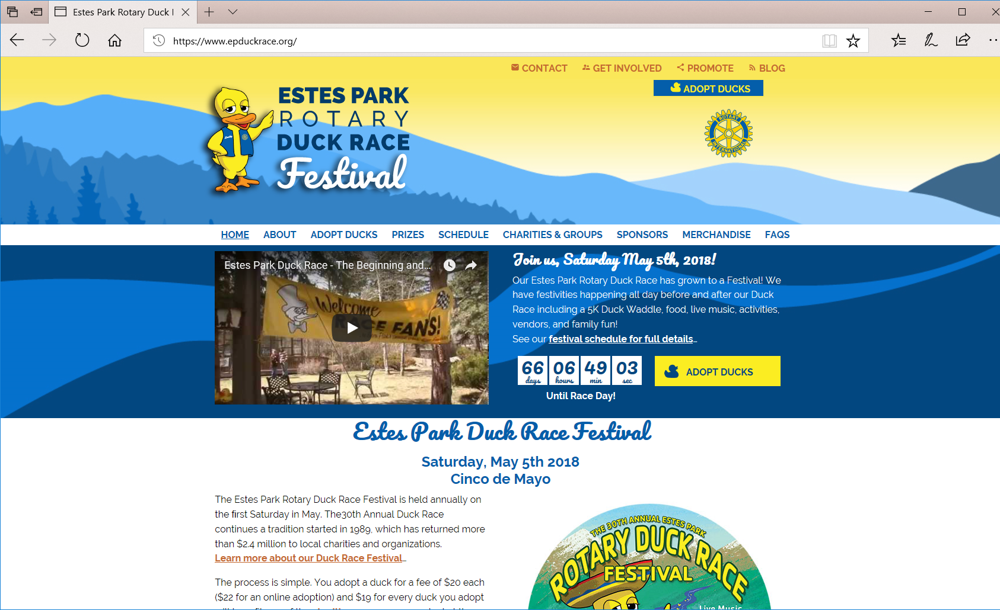 Estes Park Rotary Duck
https://www.epduckrace.org/
CONTACT GET INVOLVED PROMOTE BLOG
ADOPT DUCKS
ESTES PARK
ROTARY
DUCK RACE
Festival
Lucky
ROTARY
INTERNATIONAL
HOME ABOUT ADOPT DUCKS PRIZES SCHEDULE CHARITIES & GROUPS SPONSORS MERCHANDISE FAQS
Estes Park Duck Race - The Beginning and...
Welcome
RACE FANS!
Join us, Saturday May 5th, 2018!
Our Estes Park Rotary Duck Race has grown to a Festival! We
have festivities happening all day before and after our Duck
Race including a 5K Duck Waddle, food, live music, activities,
vendors, and family fun!
See our festival schedule for full details…
66 06 49 03
days hours min sec
ADOPT DUCKS
Until Race Day!
Estes Park Duck Race Festival
Saturday, May 5th 2018
Cinco de Mayo
The Estes Park Rotary Duck Race Festival is held annually on
the first Saturday in May. The30th Annual Duck Race
continues a tradition started in 1989, which has returned more
than $2.4 million to local charities and organizations.
Learn more about our Duck Race Festival…
The process is simple. You adopt a duck for a fee of $20 each
($22 for an online adoption) and $19 for every duck you adopt
THE 30TH ANNUAL ESTES PARK
ROTARY DUCK RACE
FESTIVAL
Live Music